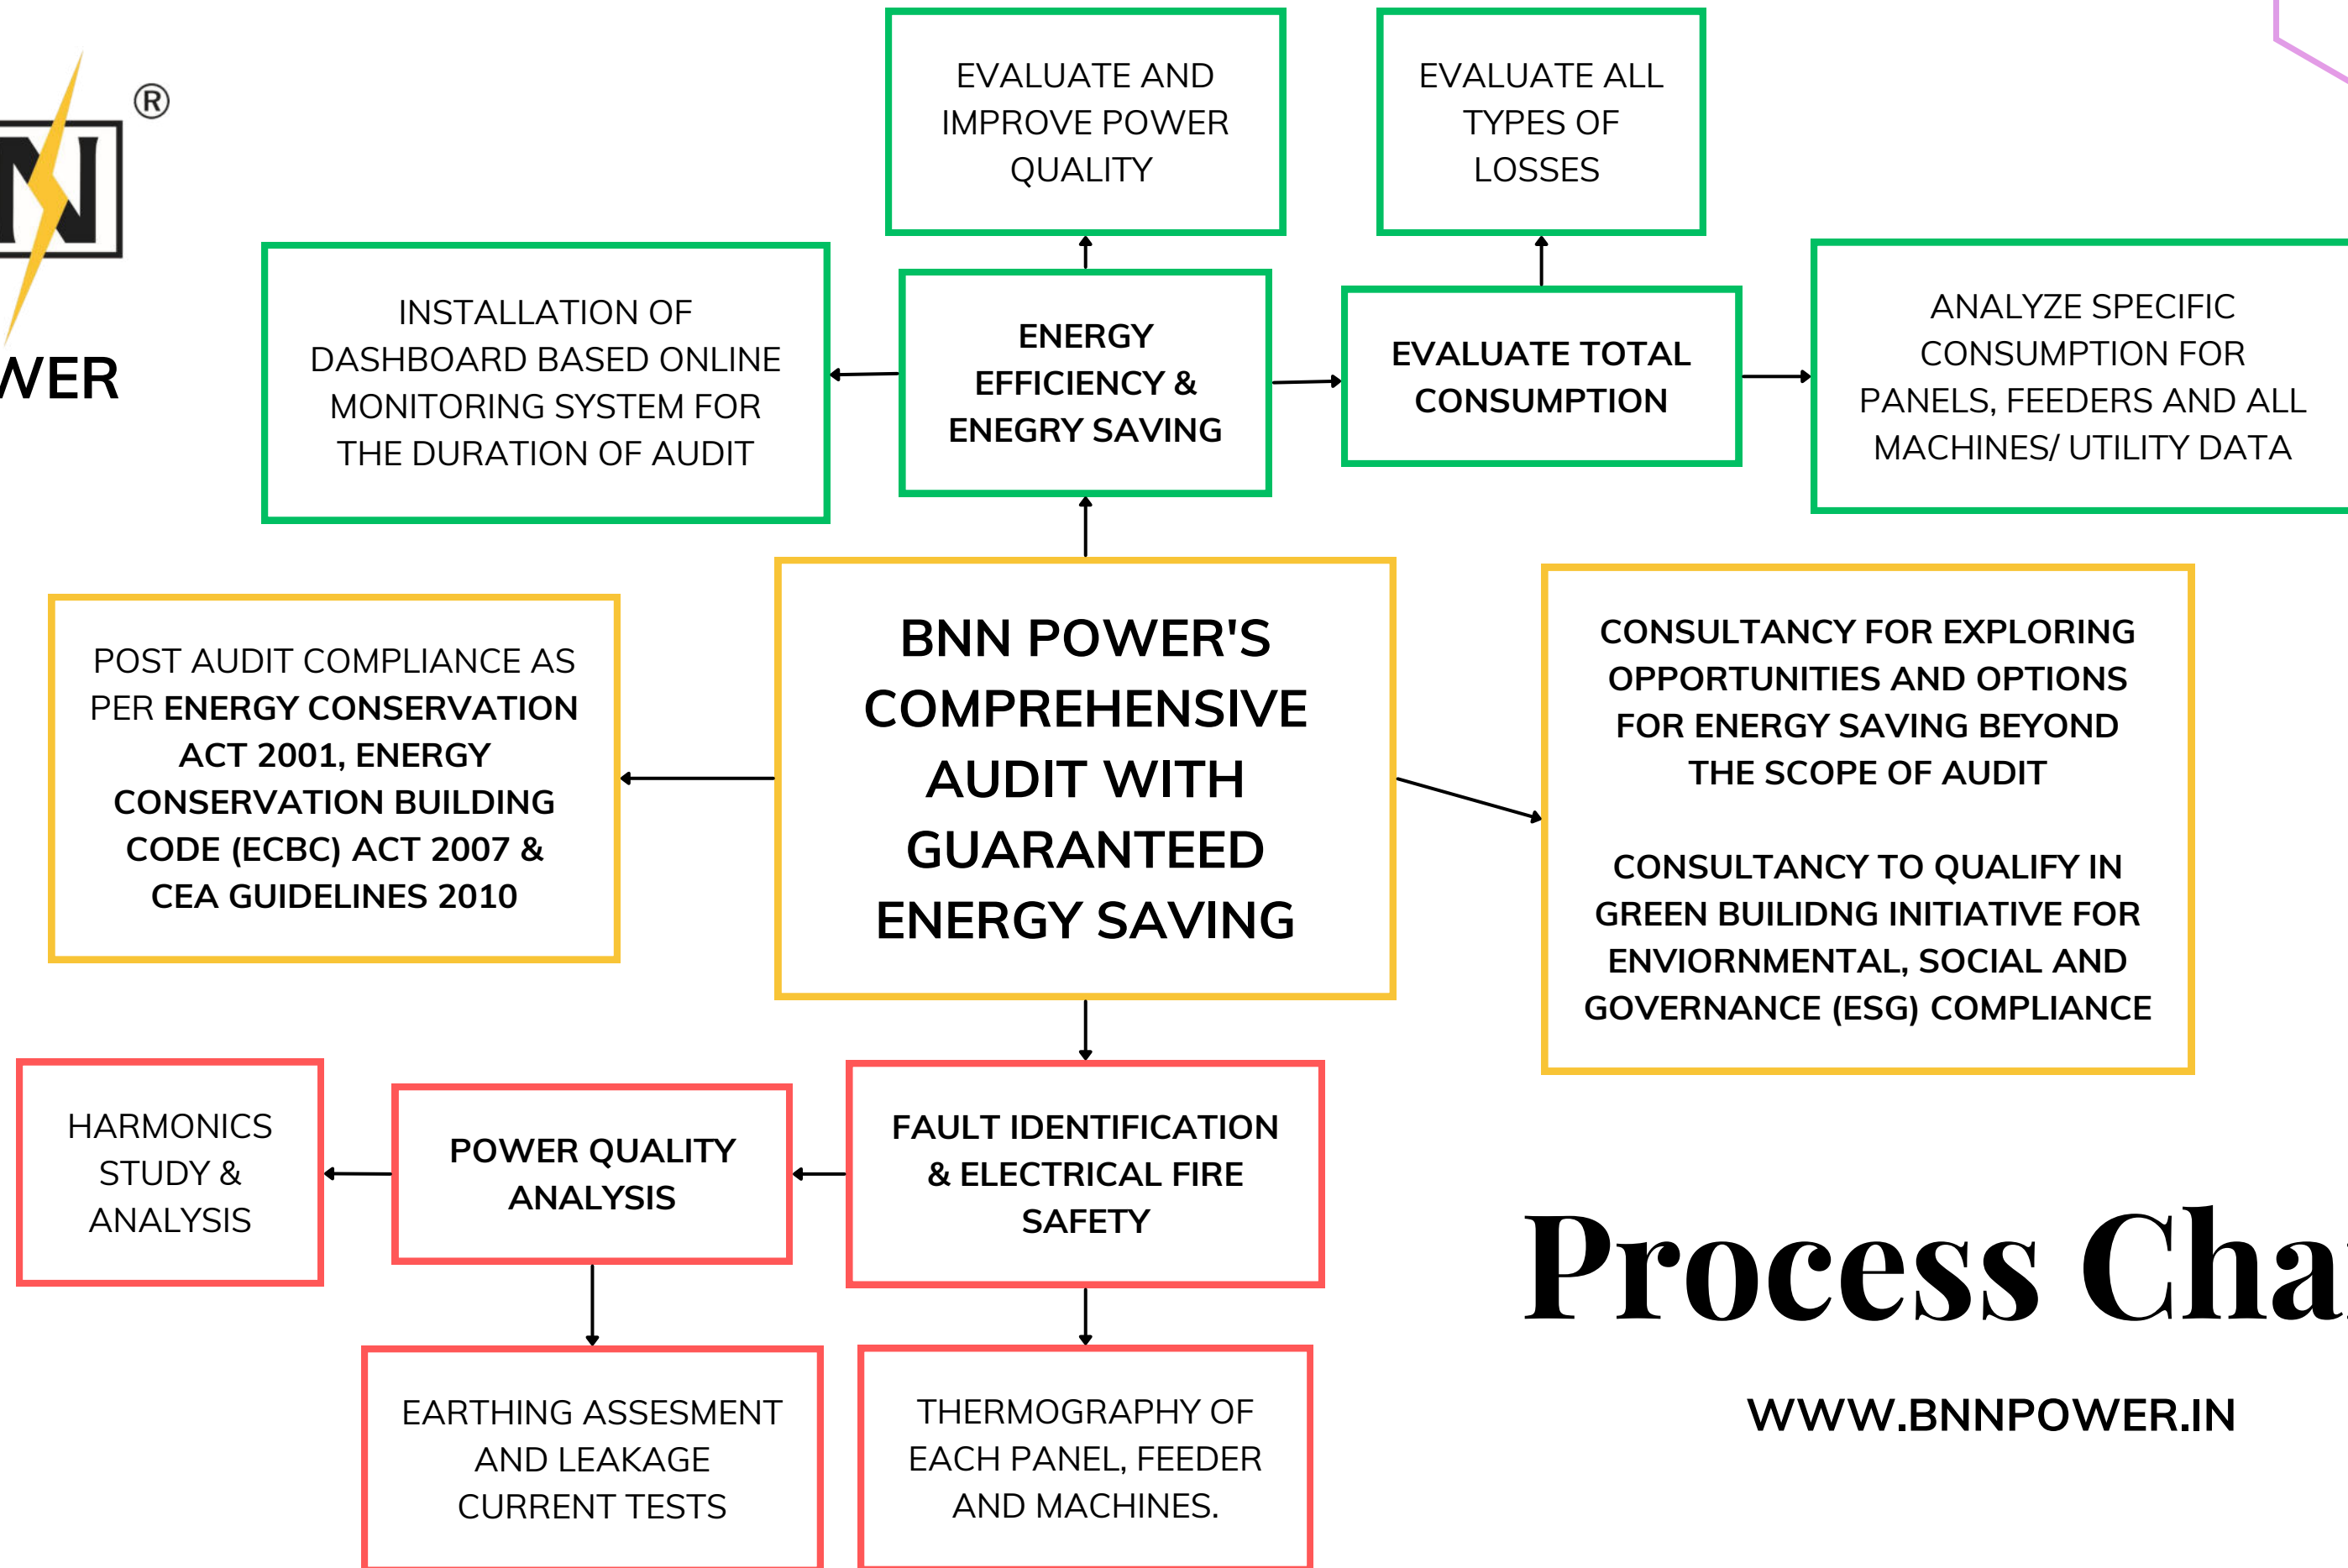 EVALUATE AND
IMPROVE POWER
QUALITY
EVALUATE ALL
TYPES OF
LOSSES
®
N
WER
INSTALLATION OF
DASHBOARD BASED ONLINE
MONITORING SYSTEM FOR
THE DURATION OF AUDIT
ENERGY
EFFICIENCY &
ENEGRY SAVING
EVALUATE TOTAL
CONSUMPTION
ANALYZE SPECIFIC
CONSUMPTION FOR
PANELS, FEEDERS AND ALL
MACHINES/ UTILITY DATA
POST AUDIT COMPLIANCE AS
PER ENERGY CONSERVATION
ACT 2001, ENERGY
CONSERVATION BUILDING
CODE (ECBC) ACT 2007 &
CEA GUIDELINES 2010
BNN POWER'S
COMPREHENSIVE
AUDIT WITH
GUARANTEED
ENERGY SAVING
CONSULTANCY FOR EXPLORING
OPPORTUNITIES AND OPTIONS
FOR ENERGY SAVING BEYOND
THE SCOPE OF AUDIT
CONSULTANCY TO QUALIFY IN
GREEN BUILIDNG INITIATIVE FOR
ENVIORNMENTAL, SOCIAL AND
GOVERNANCE (ESG) COMPLIANCE
HARMONICS
STUDY &
ANALYSIS
POWER QUALITY
ANALYSIS
FAULT IDENTIFICATION
& ELECTRICAL FIRE
SAFETY
EARTHING ASSESMENT
AND LEAKAGE
CURRENT TESTS
THERMOGRAPHY OF
EACH PANEL, FEEDER
AND MACHINES.
Process Cha
WWW.BNNPOWER.IN